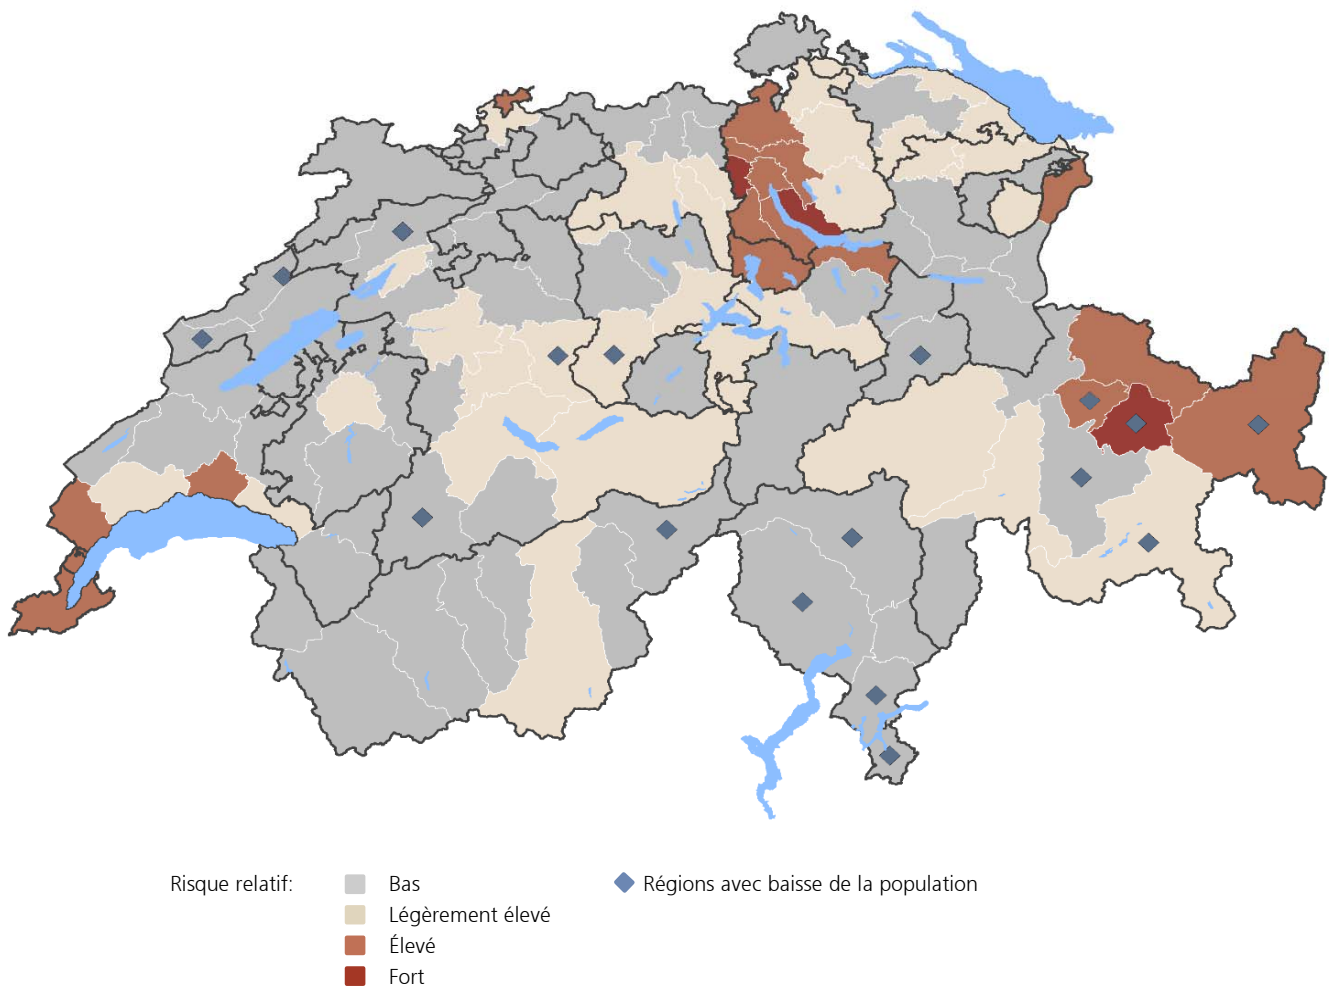 Risque relatif: Bas Régions avec baisse de la population
Légèrement élevé
Élevé
Fort